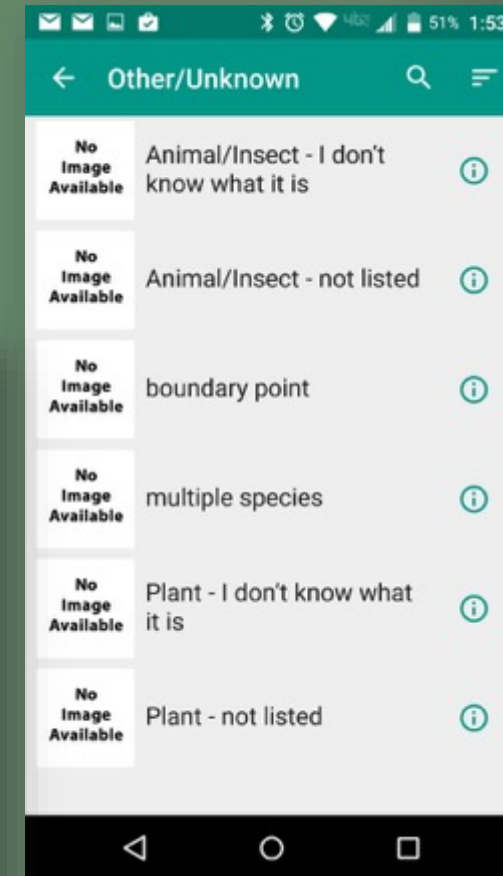 51% 1:53
Other/Unknown
No
Image
Available
Animal/Insect - I don't
know what it is
No
Image
Available
Animal/Insect - not listed
No
Image
Available
boundary point
No
Image
Available
multiple species
No
Image
Available
Plant - I don't know what
it is
No
Image
Available
Plant - not listed